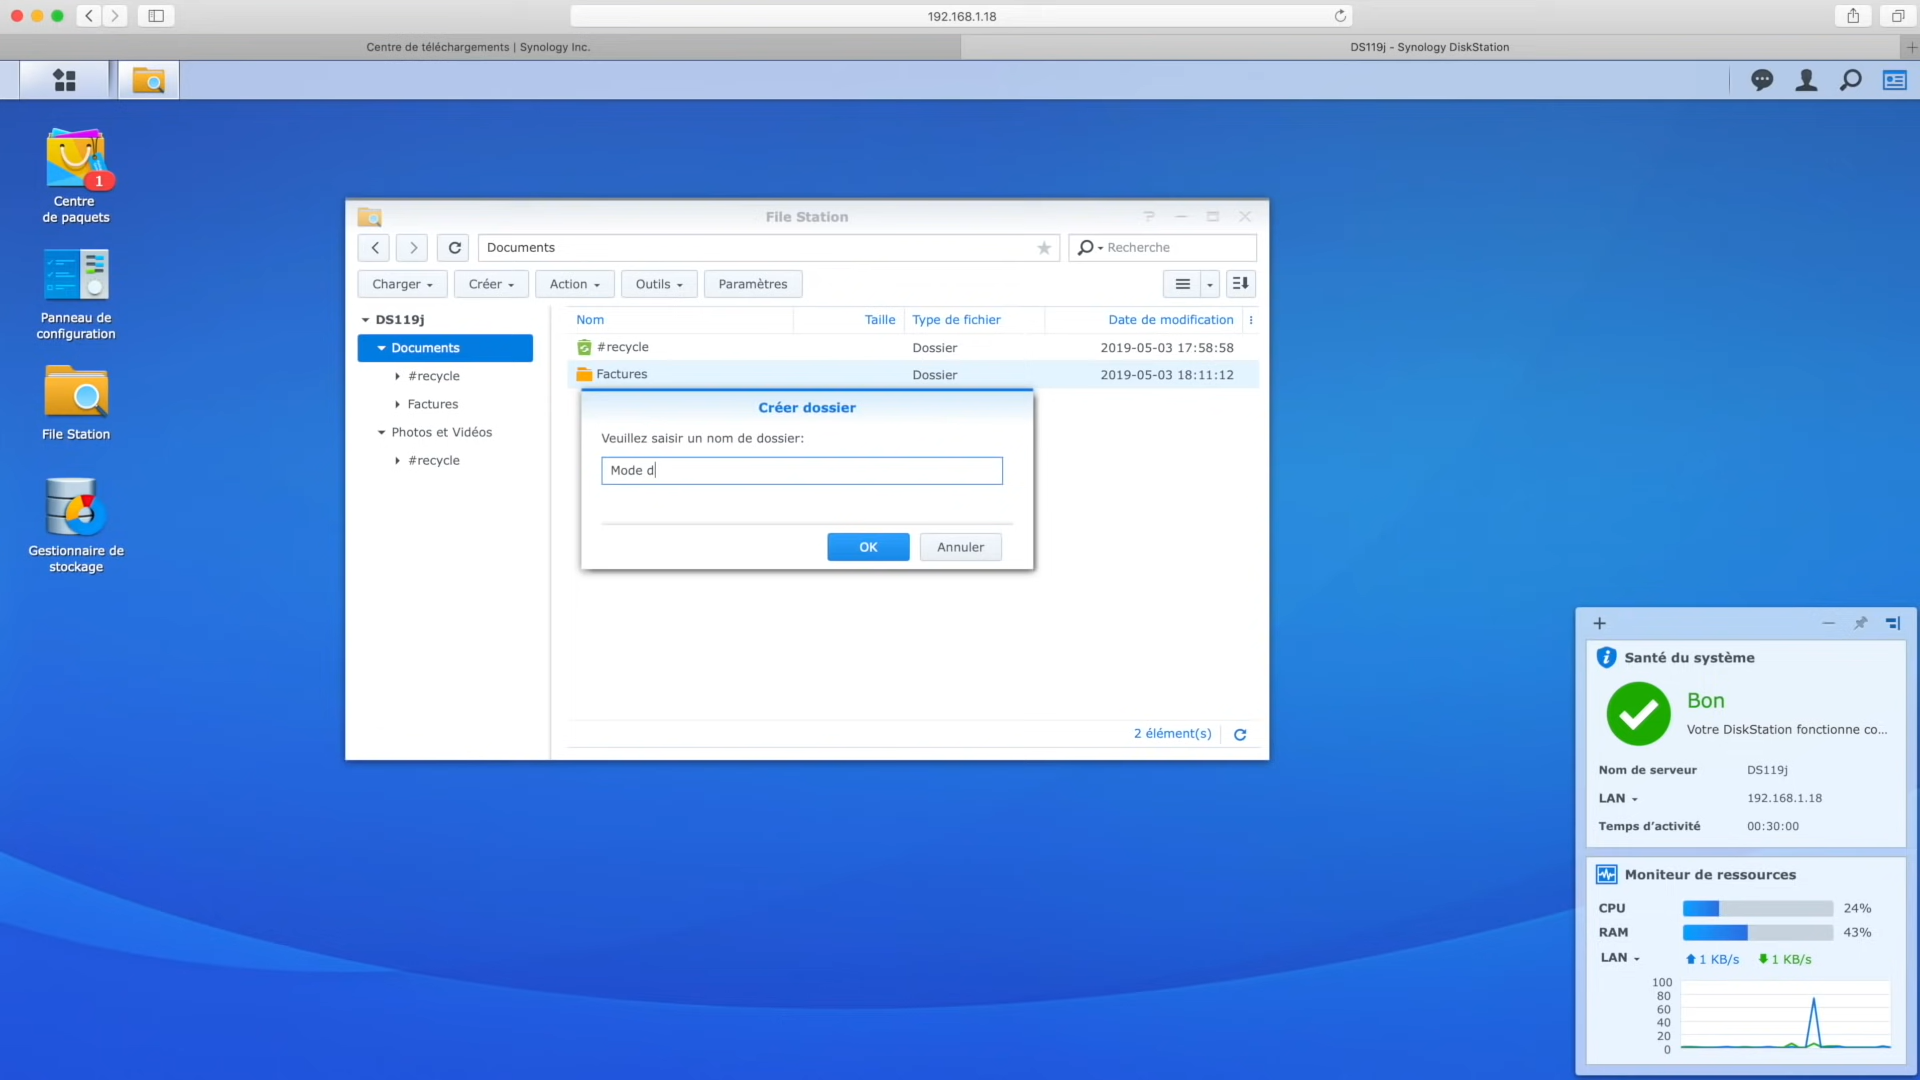 192.168.1.18
Centre de téléchargements | Synology Inc.
DS119j - Synology DiskStation
1
Centre
de paquets
Panneau de
configuration
File Station
Gestionnaire de
stockage
File Station
Documents
Recherche
Charger
Créer
Action
Outils
Paramètres
DS119j
Documents
#recycle
Factures
Photos et Vidéos
#recycle
Nom
Taille
Type de fichier
Date de modification
#recycle
Dossier
2019-05-03 17:58:58
Factures
Dossier
2019-05-03 18:11:12
Créer dossier
Veuillez saisir un nom de dossier:
Mode d
OK
Annuler
2 élément(s)
Santé du système
Bon
Votre DiskStation fonctionne co...
Nom de serveur
DS119j
LAN
192.168.1.18
Temps d'activité
00:30:00
Moniteur de ressources
CPU
24%
RAM
43%
LAN
1 KB/s
1 KB/s
100
80
60
40
20
0